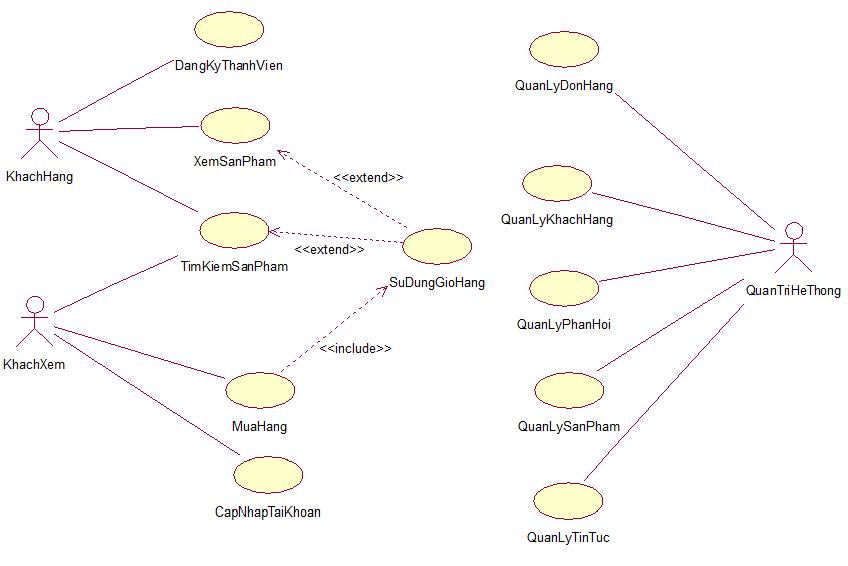 DangKyThanhVien
KhachHang
XemSanPham
<<extend>>
TimKiemSanPham
<<extend>>
SuDungGioHang
KhachXem
<<include>>
MuaHang
CapNhapTaiKhoan
QuanLyDonHang
QuanLyKhachHang
QuanTriHeThong
QuanLyPhanHoi
QuanLySanPham
QuanLyTinTuc